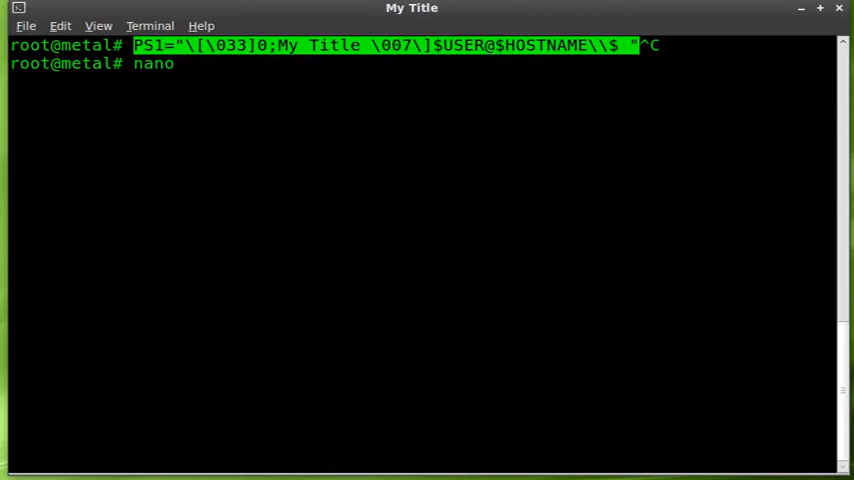 My Title
File Edit View Terminal Help
root@metal# PS1="\[\033]0;My Title \007\]$USER@$HOSTNAME\\$ "^C
root@metal# nano